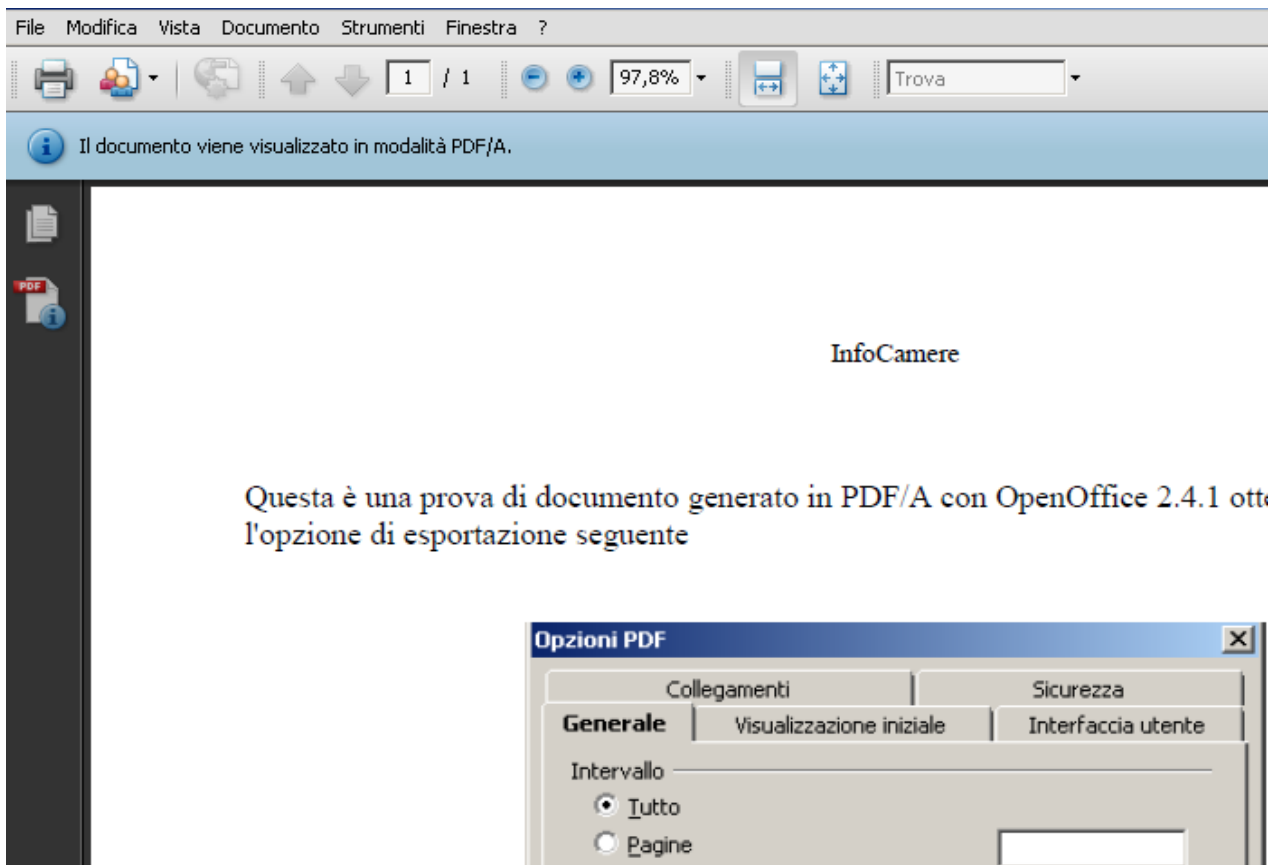 File Modifica Vista Documento Strumenti Finestra ?
1 / 1 97,8% Trova
Il documento viene visualizzato in modalità PDF/A.
PDF
InfoCamere
Questa è una prova di documento generato in PDF/A con OpenOffice 2.4.1
l'opzione di esportazione seguente
Opzioni PDF
Collegamenti Sicurezza
Generale Visualizzazione iniziale Interfaccia utente
Intervallo
Tutto
Pagine